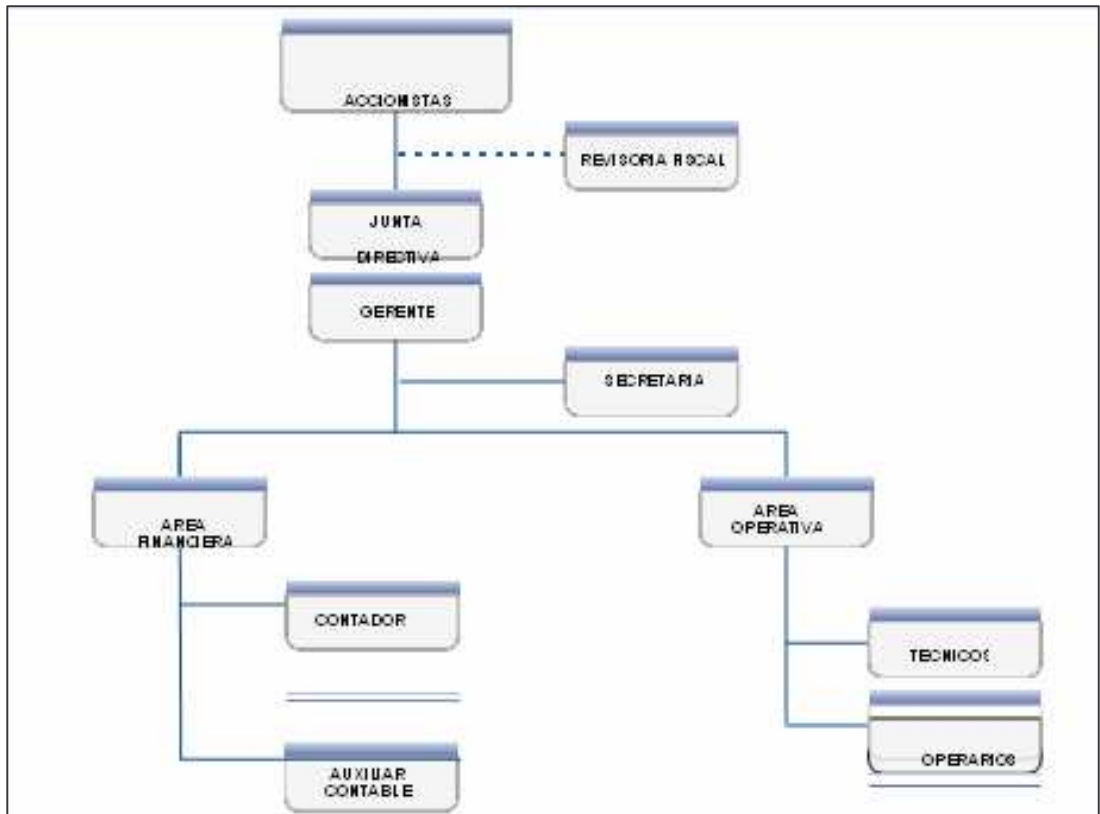 ACCIONISTAS
REVISORIA FISCAL
JUNTA
DIRECTIVA
GERENTE
SECRETARIA
AREA
FINANCIERA
AREA
OPERATIVA
CONTADOR
TECNICOS
OPERARIOS
AUXILIAR
CONTABLE